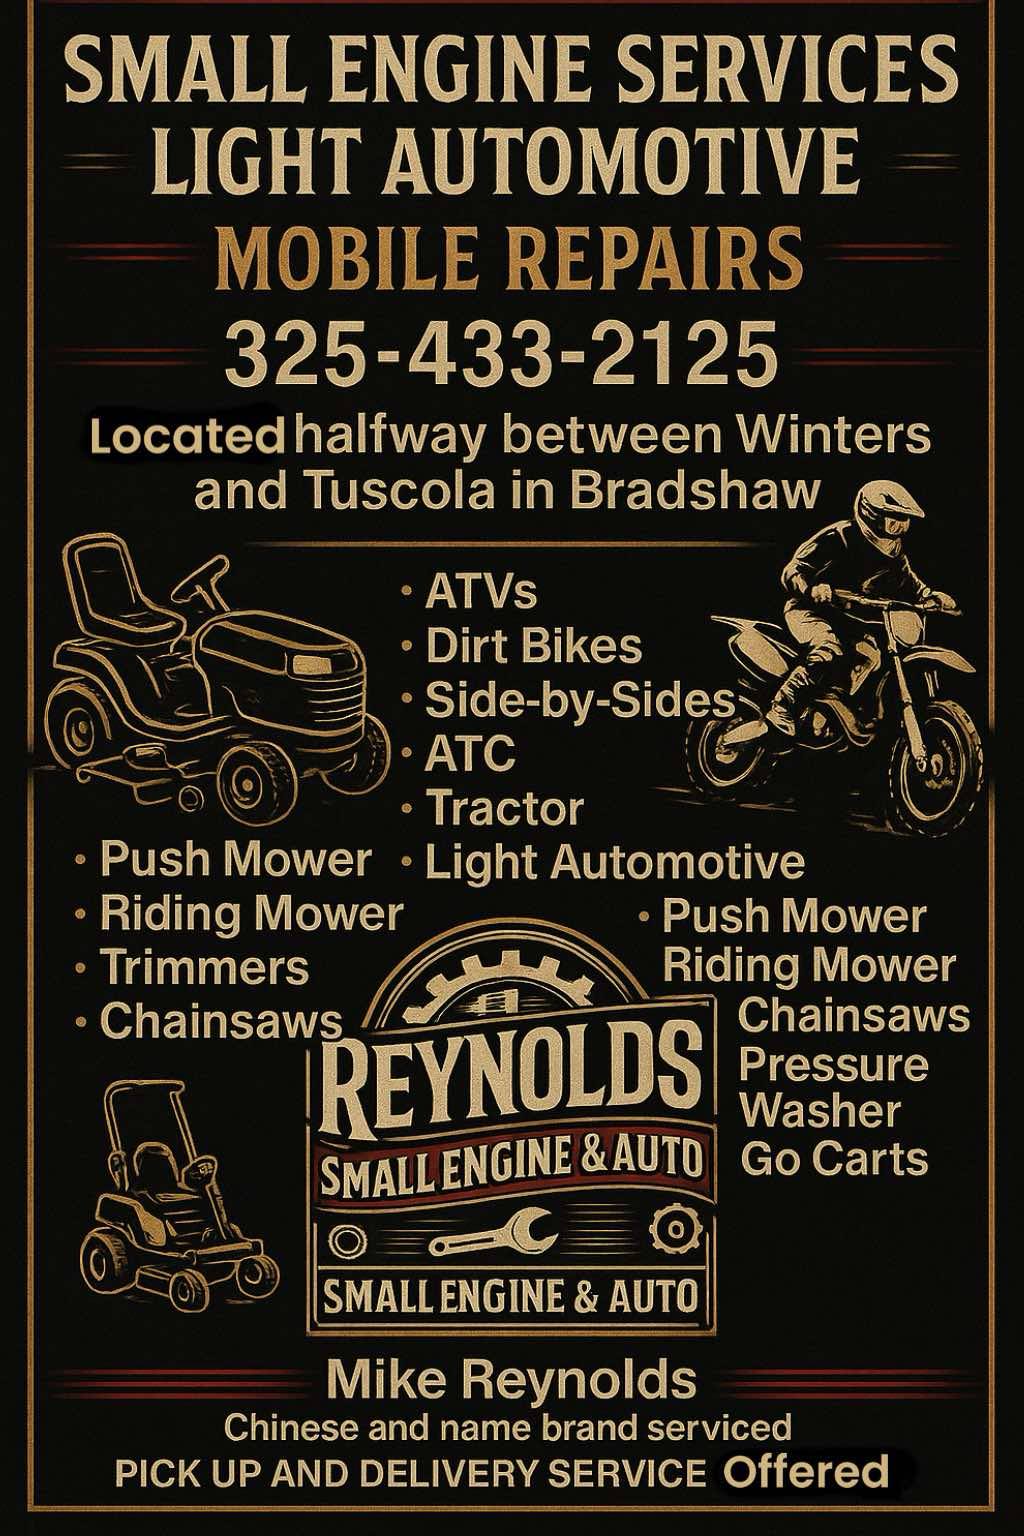 SMALL ENGINE SERVICES
LIGHT AUTOMOTIVE
MOBILE REPAIRS
325-433-2125
Located halfway between Winters
and Tuscola in Bradshaw
• ATVs
• Dirt Bikes
• Side-by-Sides
• ATC
• Tractor
• Light Automotive
• Push Mower
• Riding Mower
• Trimmers
• Chainsaws
• Push Mower
Riding Mower
Chainsaws
Pressure
Washer
Go Carts
REYNOLDS
SMALL ENGINE & AUTO
SMALL ENGINE & AUTO
Mike Reynolds
Chinese and name brand serviced
PICK UP AND DELIVERY SERVICE Offered